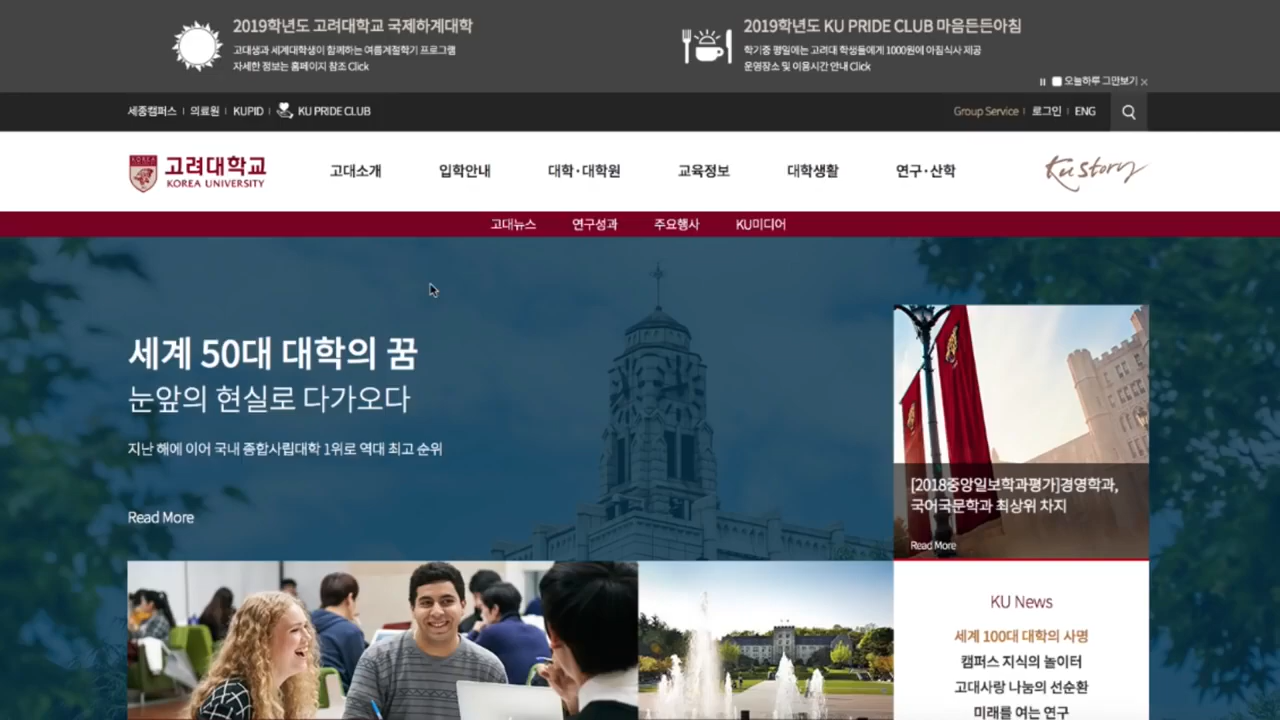 2019학년도 고려대학교 국제하계대학
고대생과 세계대학생이 함께하는 여름계절학기 프로그램
자세한 정보는 홈페이지 참조 Click
2019학년도 KU PRIDE CLUB 마음든든아침
학기중 평일에는 고려대 학생들에게 1000원에 아침식사 제공
운영장소 및 이용시간 안내 Click
오늘하루 그만보기
세종캠퍼스 의료원 KUPID KU PRIDE CLUB
Group Service 로그인 ENG
고려대학교
KOREA UNIVERSITY
고대소개 입학안내 대학·대학원 교육정보 대학생활 연구·산학
Ku story
고대뉴스 연구성과 주요행사 KU미디어
세계 50대 대학의 꿈
눈앞의 현실로 다가오다
지난 해에 이어 국내 종합사립대학 1위로 역대 최고 순위
Read More
[2018중앙일보학과평가]경영학과,
국어국문학과 최상위 차지
Read More
KU News
세계 100대 대학의 사명
캠퍼스 지식의 놀이터
고대사랑 나눔의 선순환
미래를 여는 연구